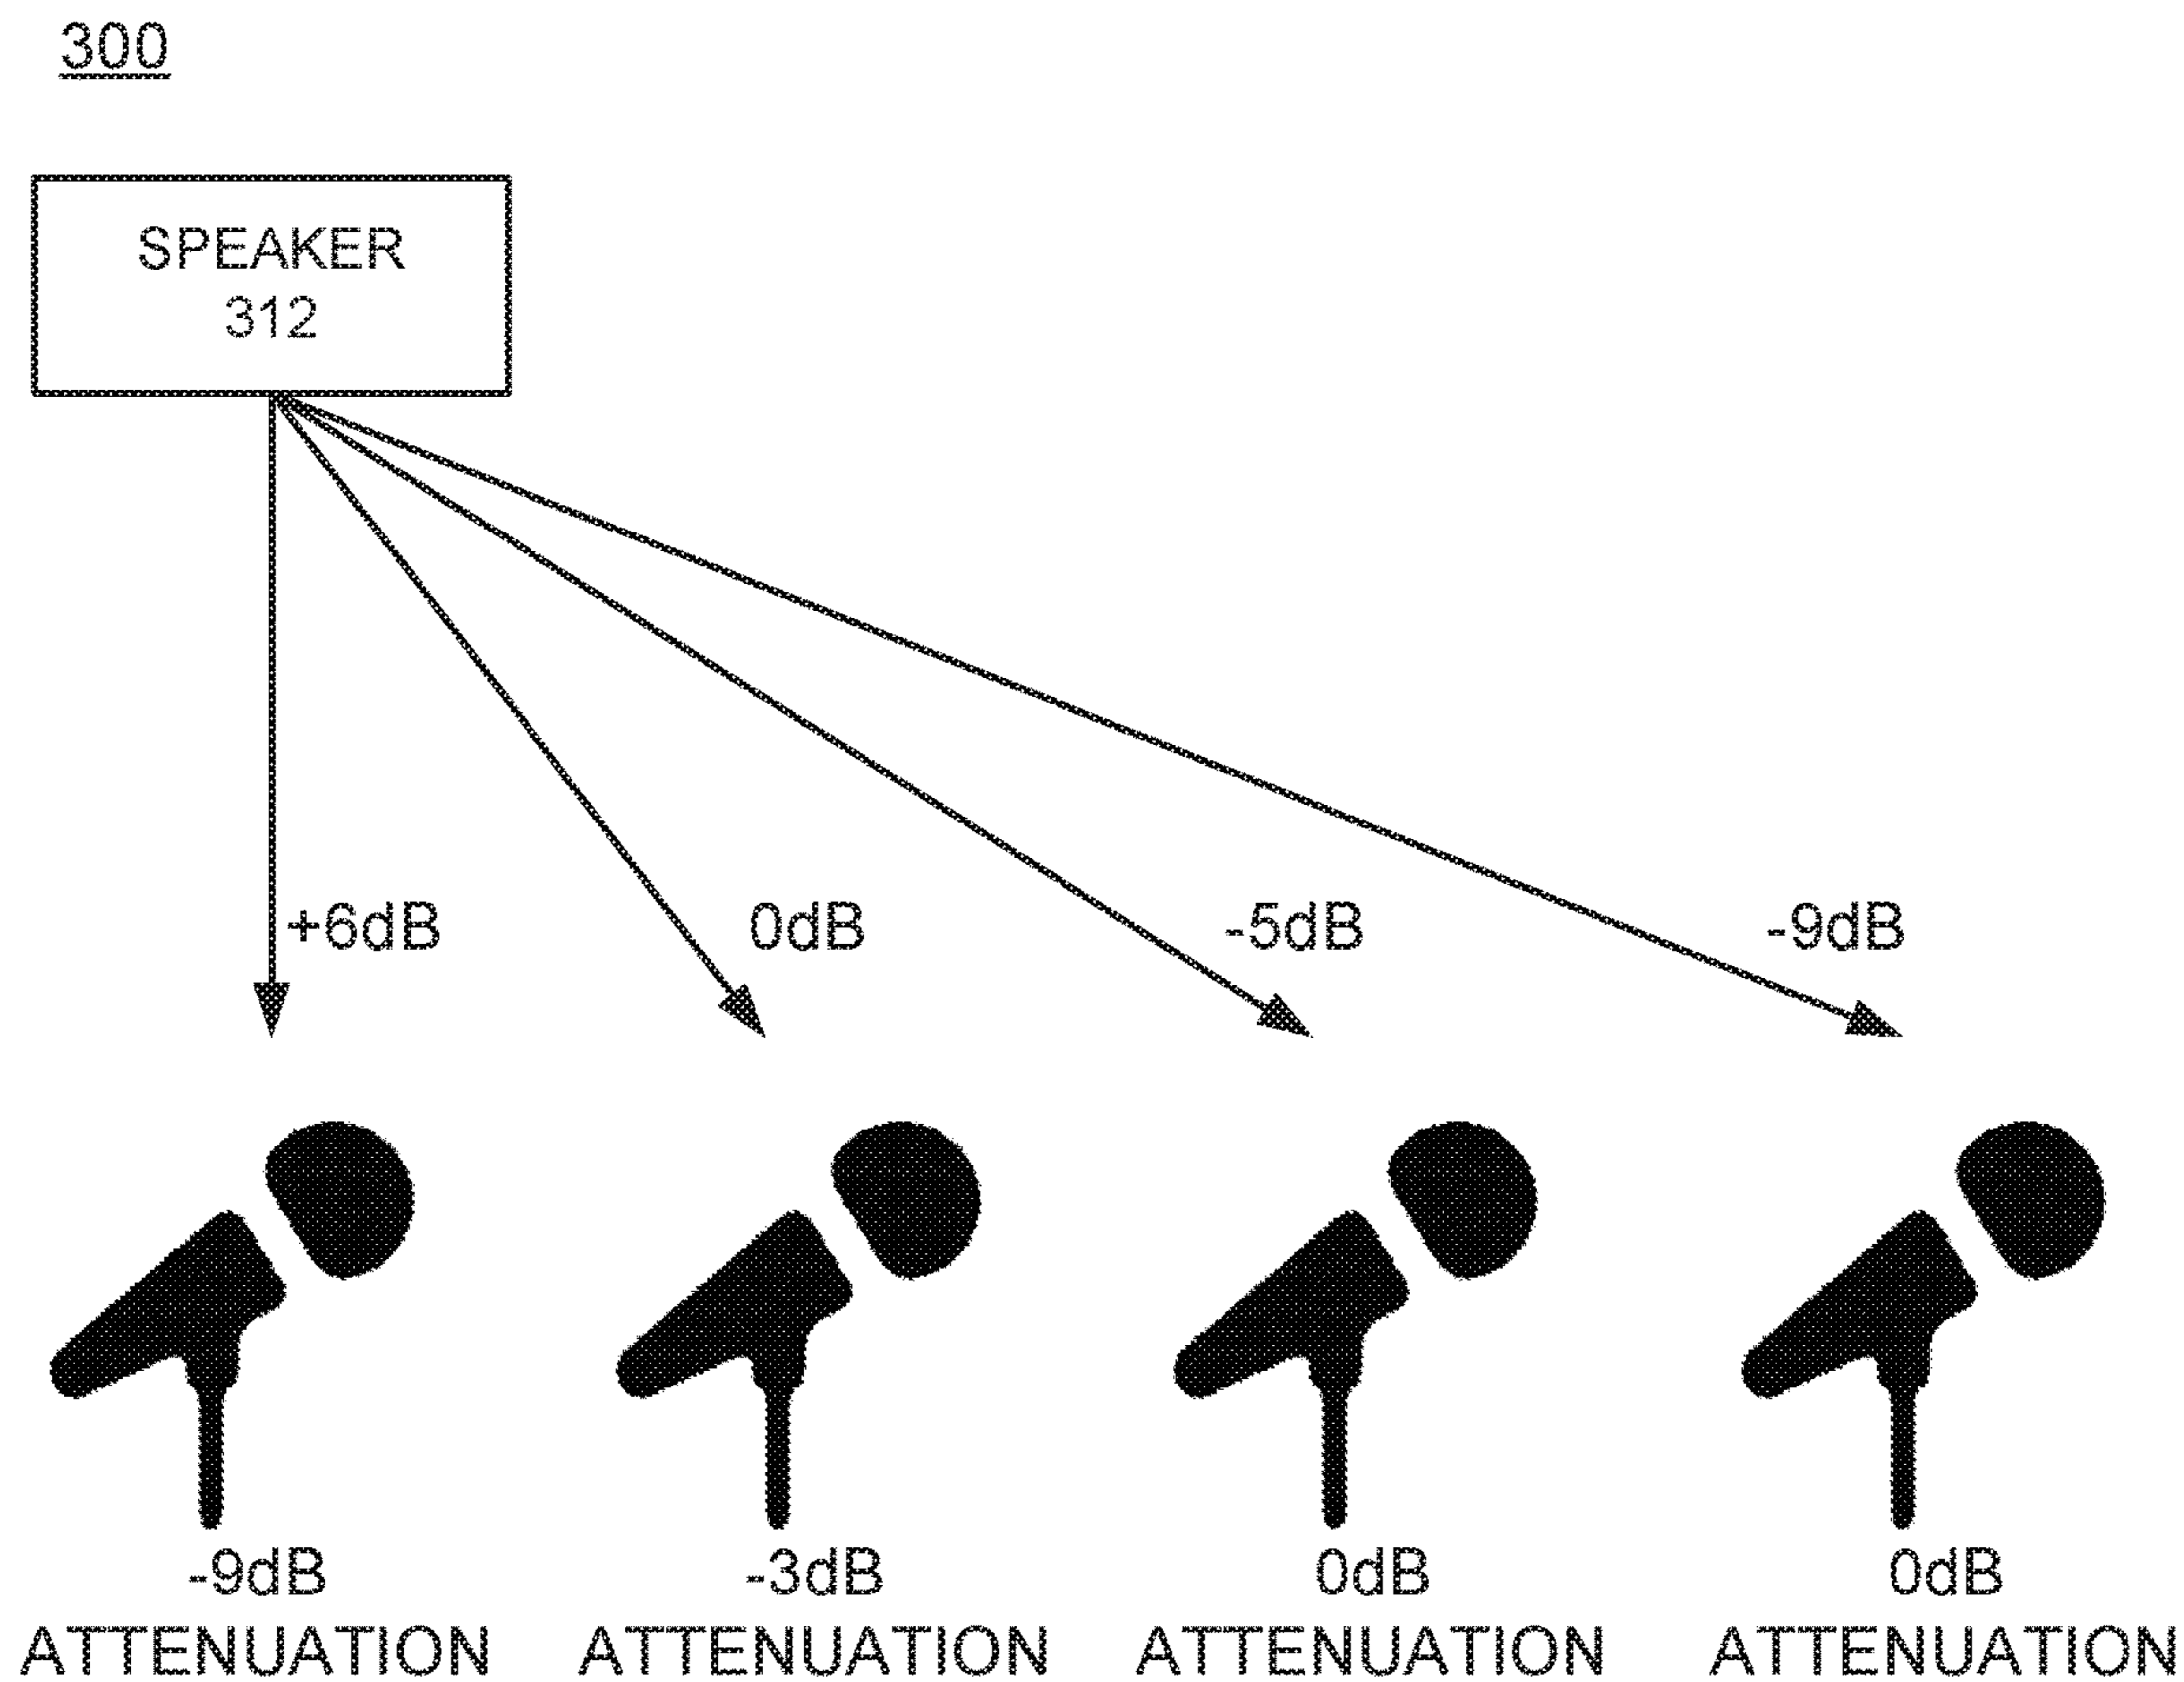 300
SPEAKER
312
+6dB
0dB
-5dB
-9dB
-9dB
ATTENUATION
-3dB
ATTENUATION
0dB
ATTENUATION
0dB
ATTENUATION